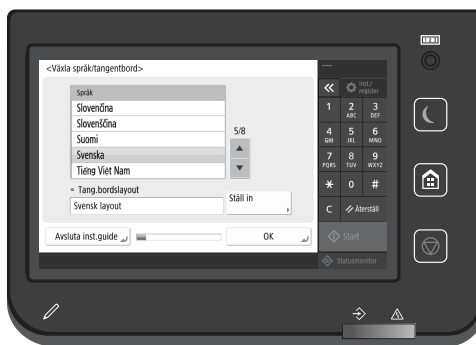 <Växla språk/tangentbord>
Språk
Slovenčina
Slovenščina
Suomi
Svenska
Tiếng Việt Nam
5/8
Tang.bordslayout
Svensk layout
Ställ in
Avsluta inst.guide
OK
Inst./
register
1
2
ABC
3
DEF
4
GHI
5
JKL
6
MNO
7
PQRS
8
TUV
9
WXYZ
*
0
#
C
Återställ
Start
Statusmonitor